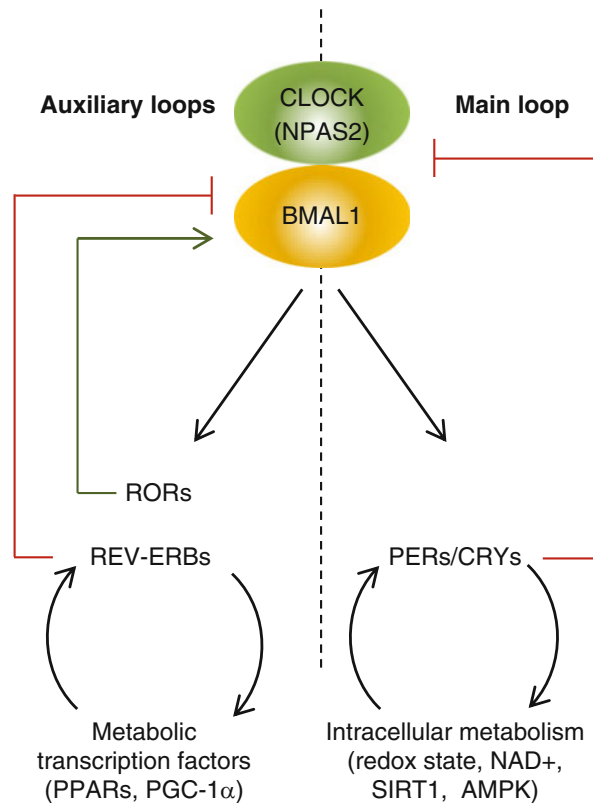 Auxiliary loops
CLOCK
(NPAS2)
Main loop
BMAL1
RORs
REV-ERBs
PERs/CRYs
Metabolic
transcription factors
(PPARs, PGC-1α)
Intracellular metabolism
(redox state, NAD+,
SIRT1, AMPK)